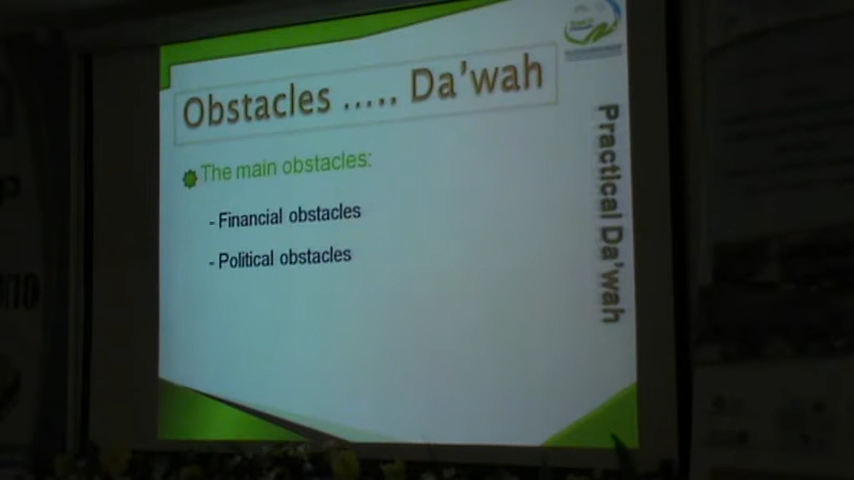 Obstacles ..... Da'wah
The main obstacles:
- Financial obstacles
- Political obstacles
Practical Da'wah